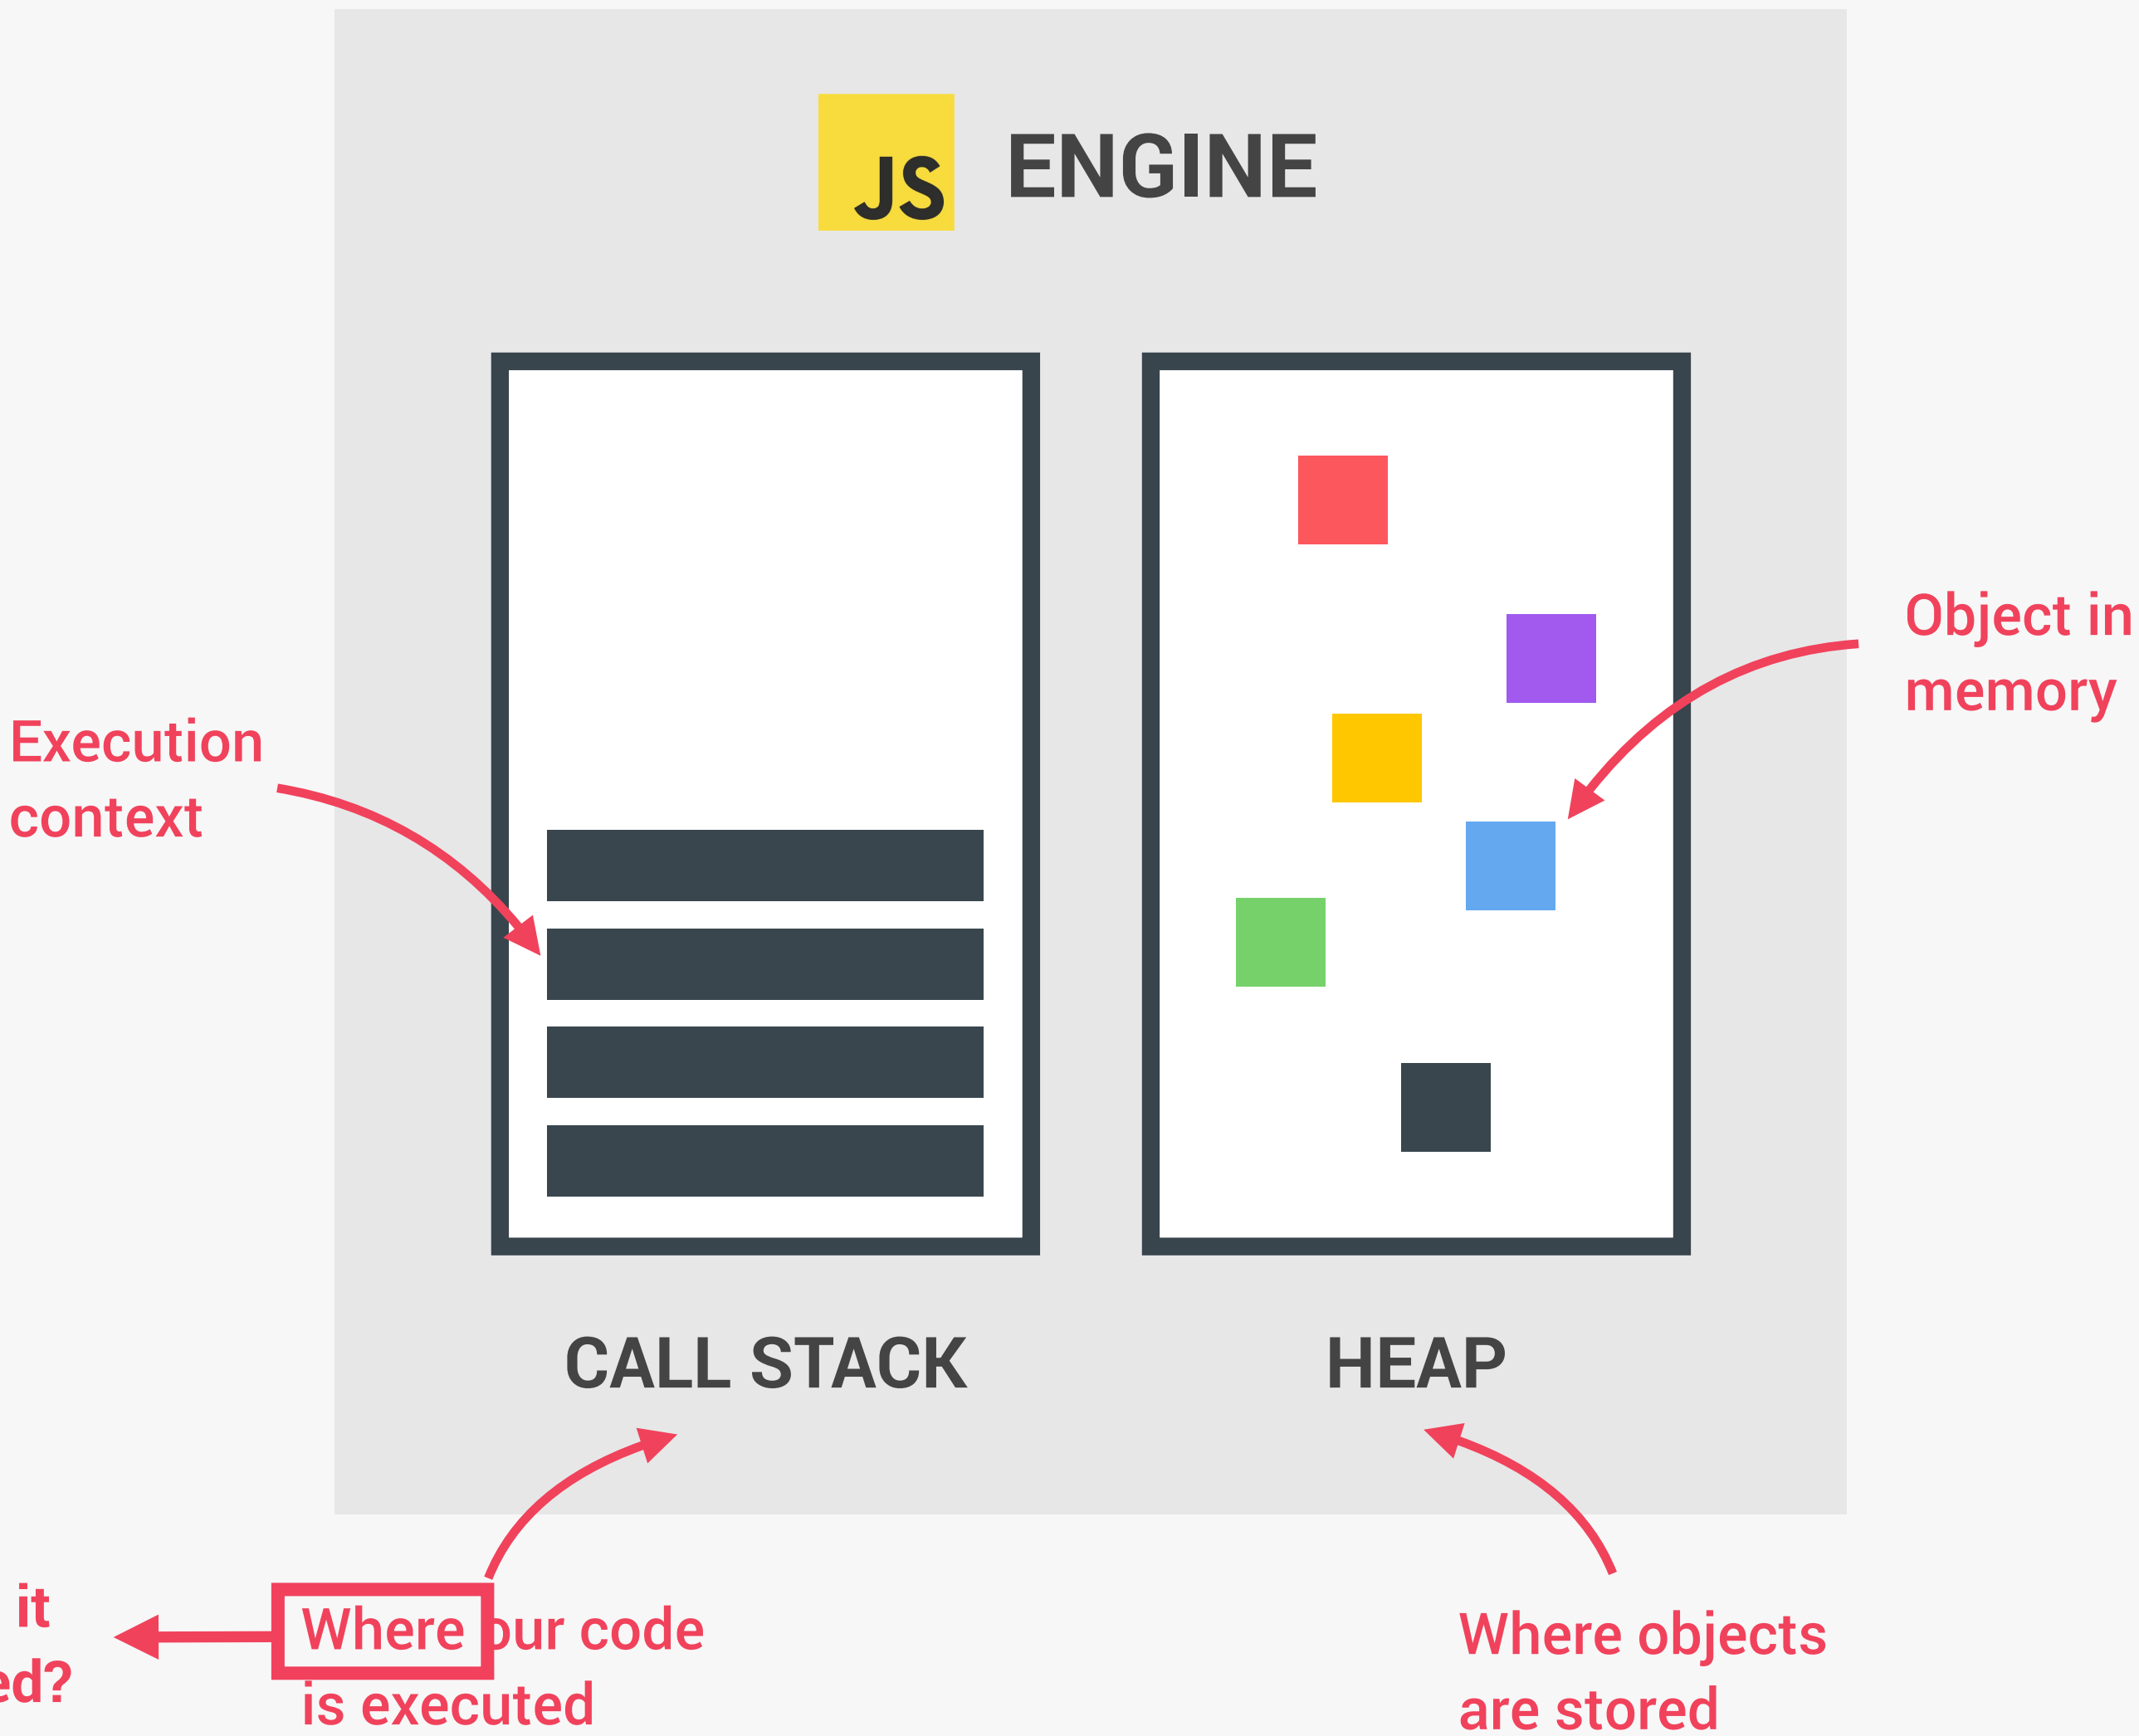 JS ENGINE
Object in
memory
Execution
context
CALL STACK
HEAP
it
ed?
Where our code
is executed
Where objects
are stored